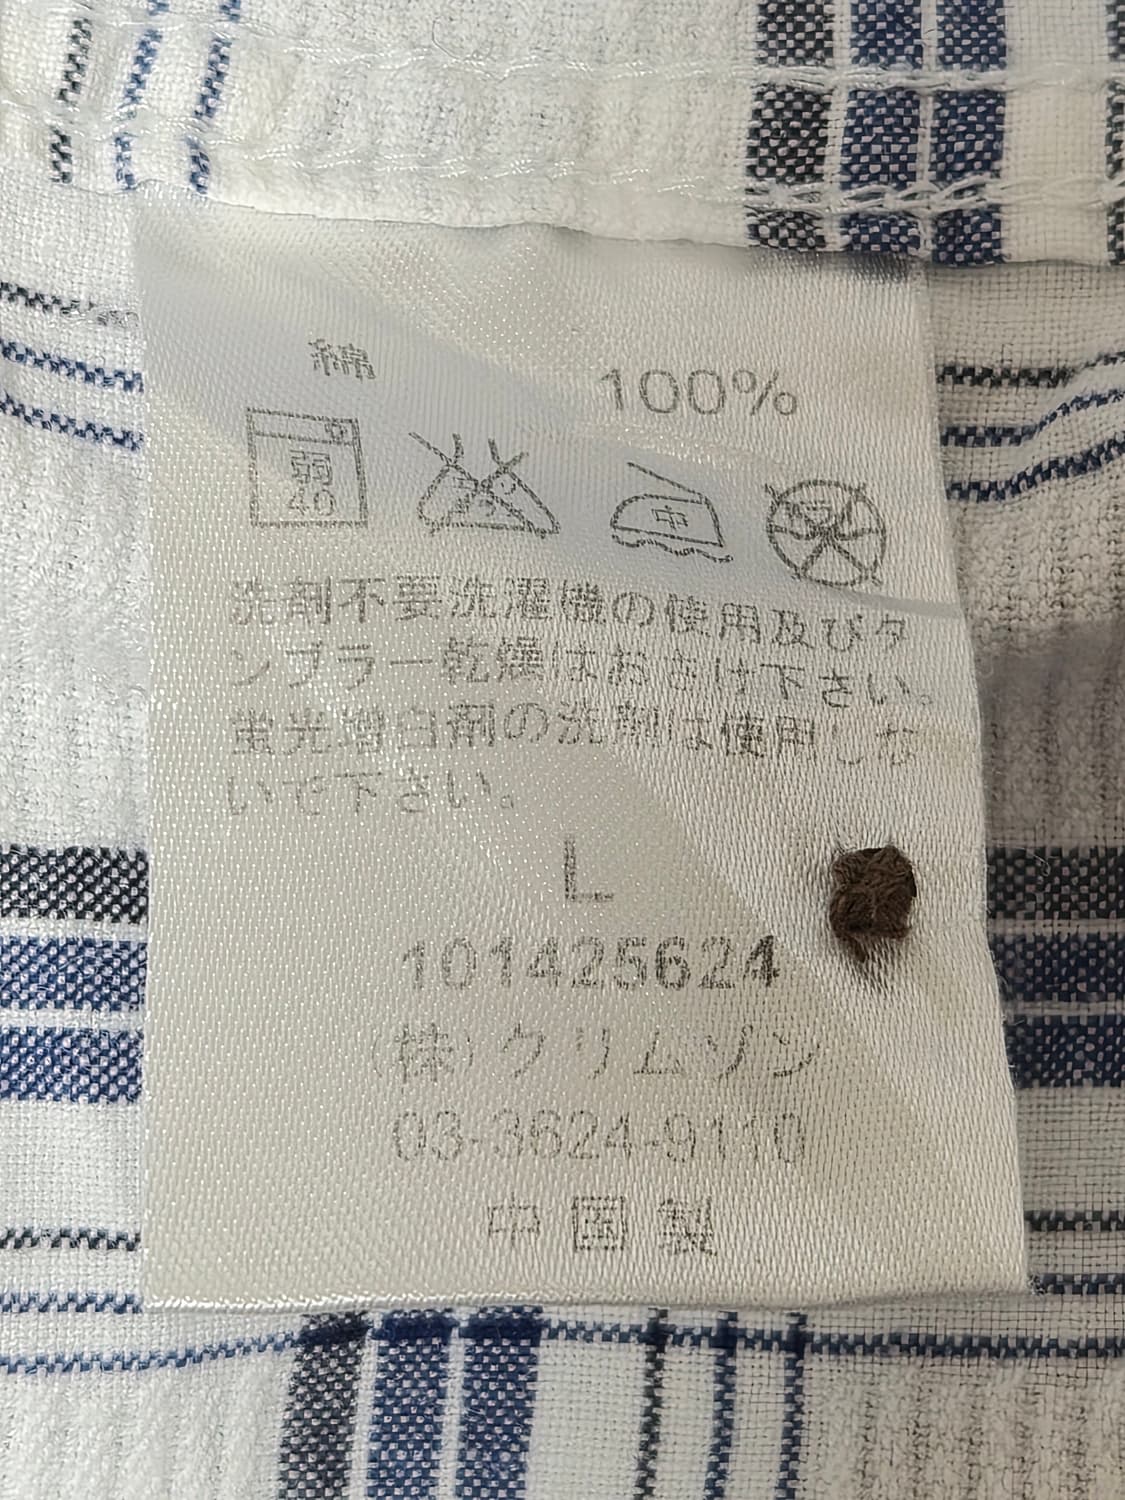 綿 100%
弱 40 中
洗剤不要洗濯機の使用及びタ
ンブラー乾燥はおさけ下さい。
蛍光増白剤の洗剤は使用しな
いで下さい。
L
101425624
(株)クリムゾン
03-3624-9110
中国製